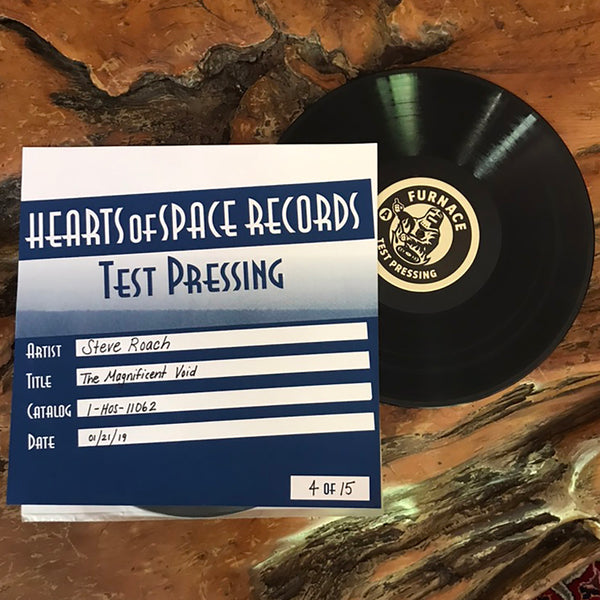 HEARTS OF SPACE RECORDS
TEST PRESSING
ARTIST Steve Roach
TITLE The Magnificent Void
CATALOG 1-HOS-11062
DATE 01/21/19
4 OF 15
FURNACE
TEST PRESSING
A